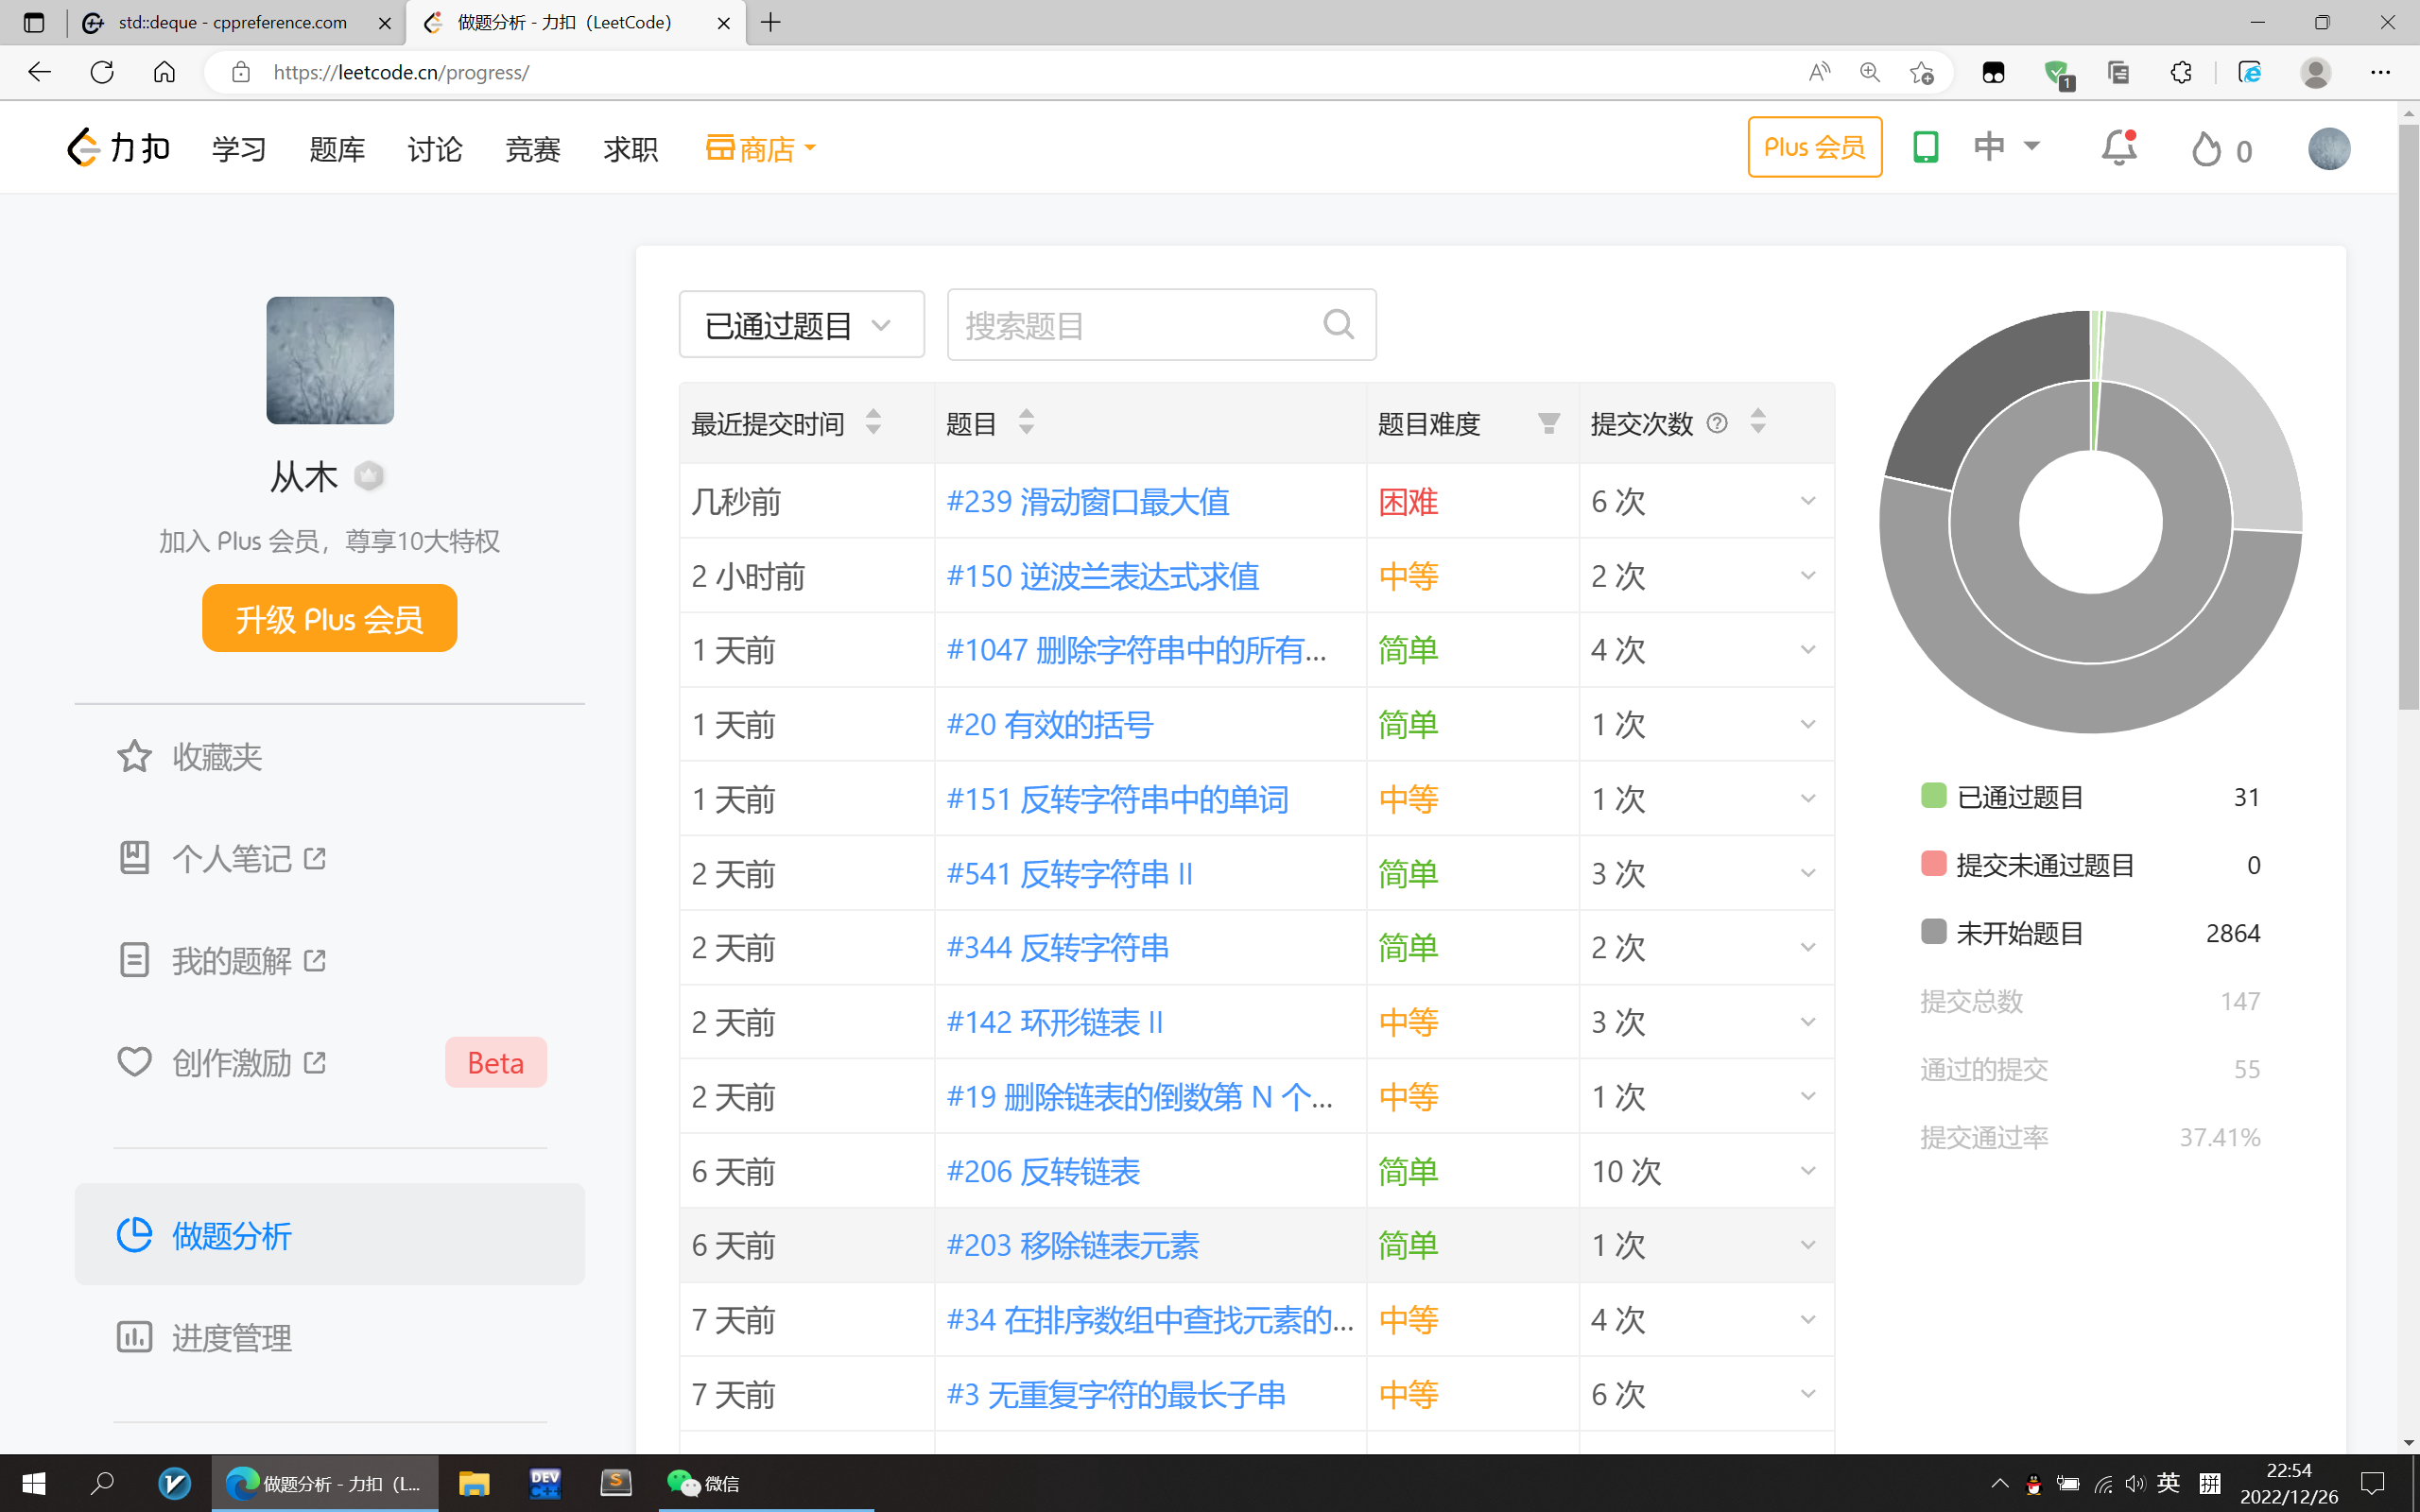 std::deque - cppreference.com
做题分析 - 力扣（LeetCode）
https://leetcode.cn/progress/
1
力扣
学习
题库
讨论
竞赛
求职
商店
Plus 会员
中
0
从木
加入 Plus 会员，尊享10大特权
升级 Plus 会员
收藏夹
个人笔记
我的题解
创作激励
Beta
做题分析
进度管理
已通过题目
搜索题目
最近提交时间 题目 题目难度 提交次数
几秒前 #239 滑动窗口最大值 困难 6 次
2 小时前 #150 逆波兰表达式求值 中等 2 次
1 天前 #1047 删除字符串中的所有... 简单 4 次
1 天前 #20 有效的括号 简单 1 次
1 天前 #151 反转字符串中的单词 中等 1 次
2 天前 #541 反转字符串 II 简单 3 次
2 天前 #344 反转字符串 简单 2 次
2 天前 #142 环形链表 II 中等 3 次
2 天前 #19 删除链表的倒数第 N 个... 中等 1 次
6 天前 #206 反转链表 简单 10 次
6 天前 #203 移除链表元素 简单 1 次
7 天前 #34 在排序数组中查找元素的... 中等 4 次
7 天前 #3 无重复字符的最长子串 中等 6 次
已通过题目 31
提交未通过题目 0
未开始题目 2864
提交总数 147
通过的提交 55
提交通过率 37.41%
做题分析 - 力扣（L...
DEV C++
S
微信
英
拼
22:54
2022/12/26